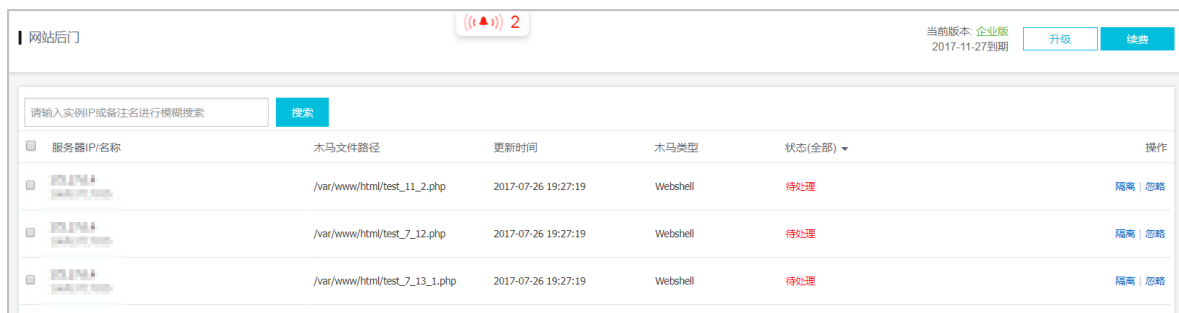 2
网站后门
当前版本: 企业版
2017-11-27到期
升级
续费
请输入实例IP或备注名进行模糊搜索
搜索
服务器IP/名称 木马文件路径 更新时间 木马类型 状态(全部) 操作
/var/www/html/test_11_2.php 2017-07-26 19:27:19 Webshell 待处理 隔离 | 忽略
/var/www/html/test_7_12.php 2017-07-26 19:27:19 Webshell 待处理 隔离 | 忽略
/var/www/html/test_7_13_1.php 2017-07-26 19:27:19 Webshell 待处理 隔离 | 忽略